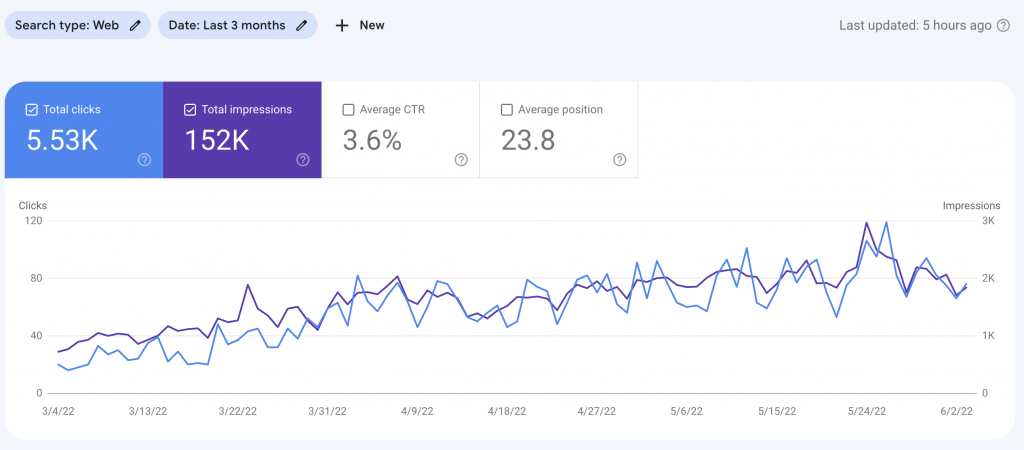 Search type: Web
Date: Last 3 months
New
Last updated: 5 hours ago
Total clicks
5.53K
Total impressions
152K
Average CTR
3.6%
Average position
23.8
Clicks
Impressions
120
3K
80
2K
40
1K
0
0
3/4/22
3/13/22
3/22/22
3/31/22
4/9/22
4/18/22
4/27/22
5/6/22
5/15/22
5/24/22
6/2/22